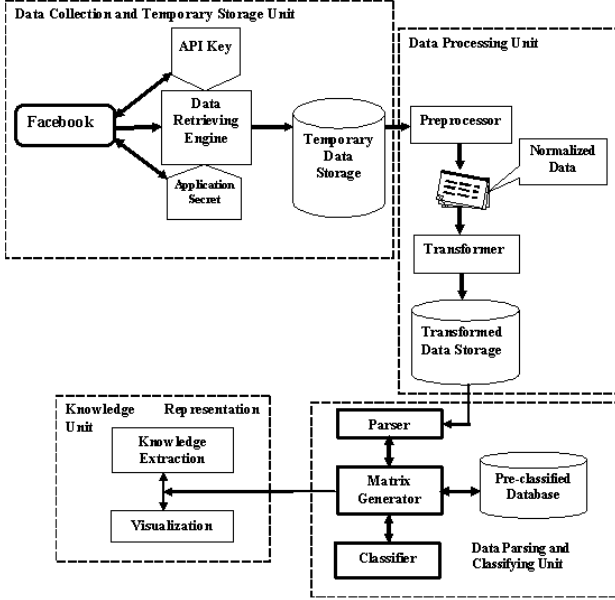 Data Collection and Temporary Storage Unit
API Key
Facebook
Data
Retrieving
Engine
Application
Secret
Temporary
Data
Storage
Data Processing Unit
Preprocessor
Normalized
Data
Transformer
Transformed
Data Storage
Knowledge Representation
Unit
Knowledge
Extraction
Visualization
Parser
Matrix
Generator
Classifier
Pre-classified
Database
Data Parsing and
Classifying Unit